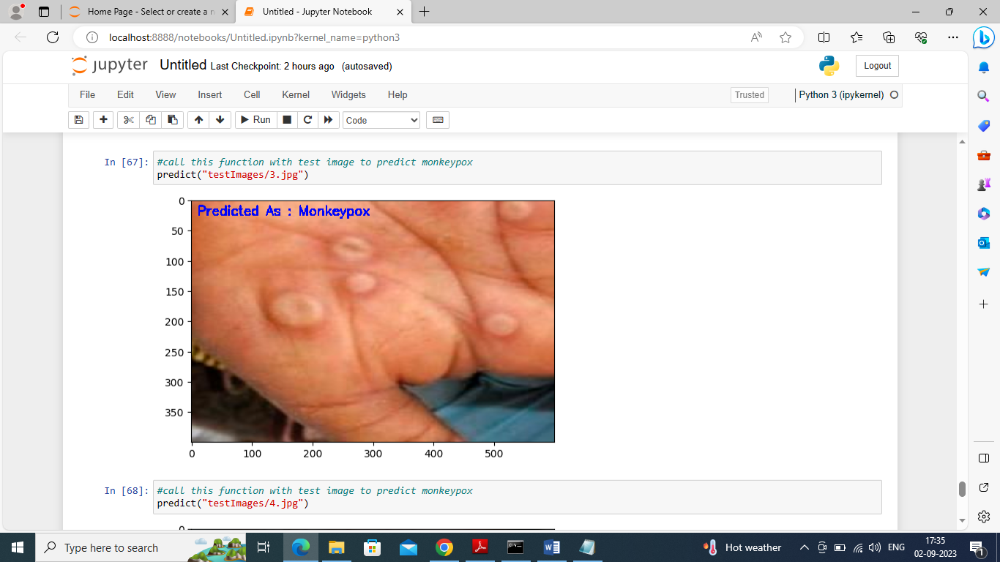 Home Page - Select or create a n
Untitled - Jupyter Notebook
localhost:8888/notebooks/Untitled.ipynb?kernel_name=python3
jupyter Untitled Last Checkpoint: 2 hours ago (autosaved)
Logout
File Edit View Insert Cell Kernel Widgets Help
Trusted
Python 3 (ipykernel)
Run
Code
In [67]: #call this function with test image to predict monkeypox
predict("testImages/3.jpg")
Predicted As : Monkeypox
0
50
100
150
200
250
300
350
0 100 200 300 400 500
In [68]: #call this function with test image to predict monkeypox
predict("testImages/4.jpg")
0
Type here to search
Hot weather
ENG
17:35
02-09-2023
1